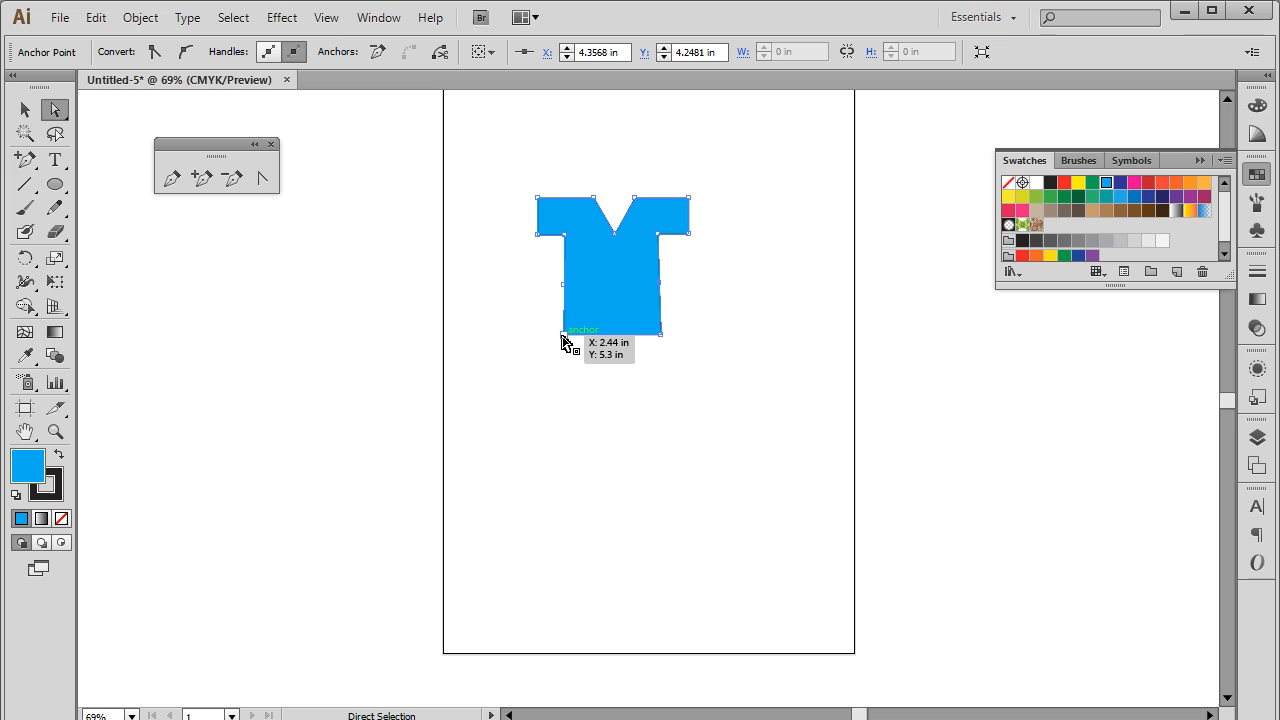 Ai File Edit Object Type Select Effect View Window Help Br Essentials
Anchor Point Convert: Handles: Anchors: X: 4.3568 in Y: 4.2481 in W: 0 in H: 0 in
Untitled-5* @ 69% (CMYK/Preview)
Swatches Brushes Symbols
anchor
X: 2.44 in
Y: 5.3 in
69% 1 Direct Selection